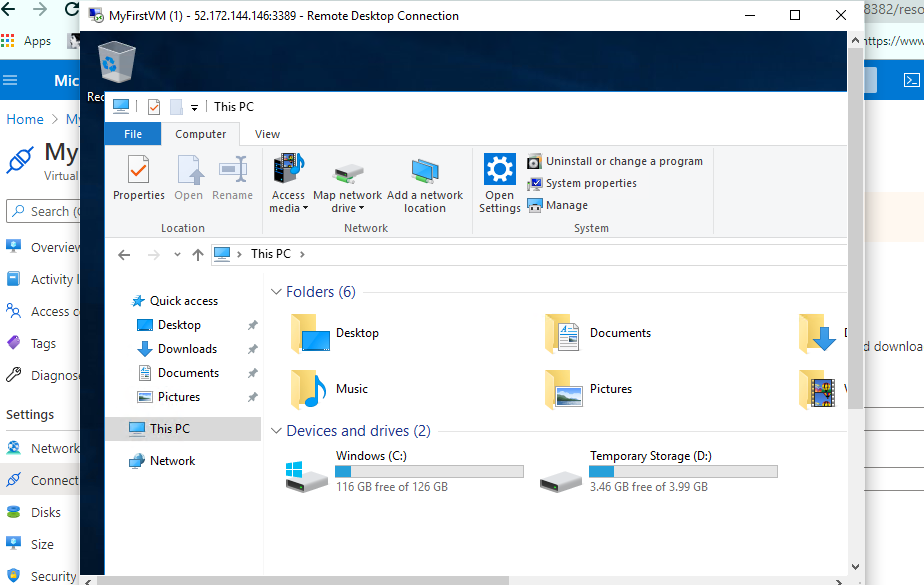 MyFirstVM (1) - 52.172.144.146:3389 - Remote Desktop Connection
8382/reso
Apps
https://www
Mic
Rec
This PC
File Computer View
Home > My
My
Virtual
Search (C
Properties Open Rename
Access media Map network drive Add a network location
Open Settings
Uninstall or change a program
System properties
Manage
Location Network System
This PC
Overview
Activity l
Access co
Tags
Diagnose
Settings
Network
Connect
Disks
Size
Security
Quick access
Desktop
Downloads
Documents
Pictures
This PC
Network
Folders (6)
Desktop
Documents
Music
Pictures
d downloa
Devices and drives (2)
Windows (C:)
116 GB free of 126 GB
Temporary Storage (D:)
3.46 GB free of 3.99 GB